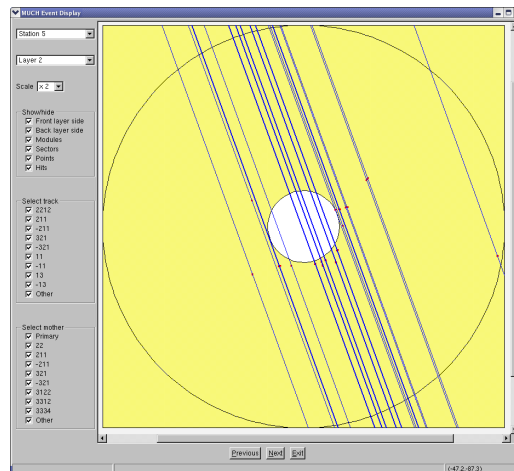 MUCH Event Display
Station 5
Layer 2
Scale x 2
Show/hide
Front layer side
Back layer side
Modules
Sectors
Points
Hits
Select track
2212
211
-211
321
-321
11
-11
13
-13
Other
Select mother
Primary
22
211
-211
321
-321
3122
3312
3334
Other
Previous Next Exit
(-47.2,-87.3)